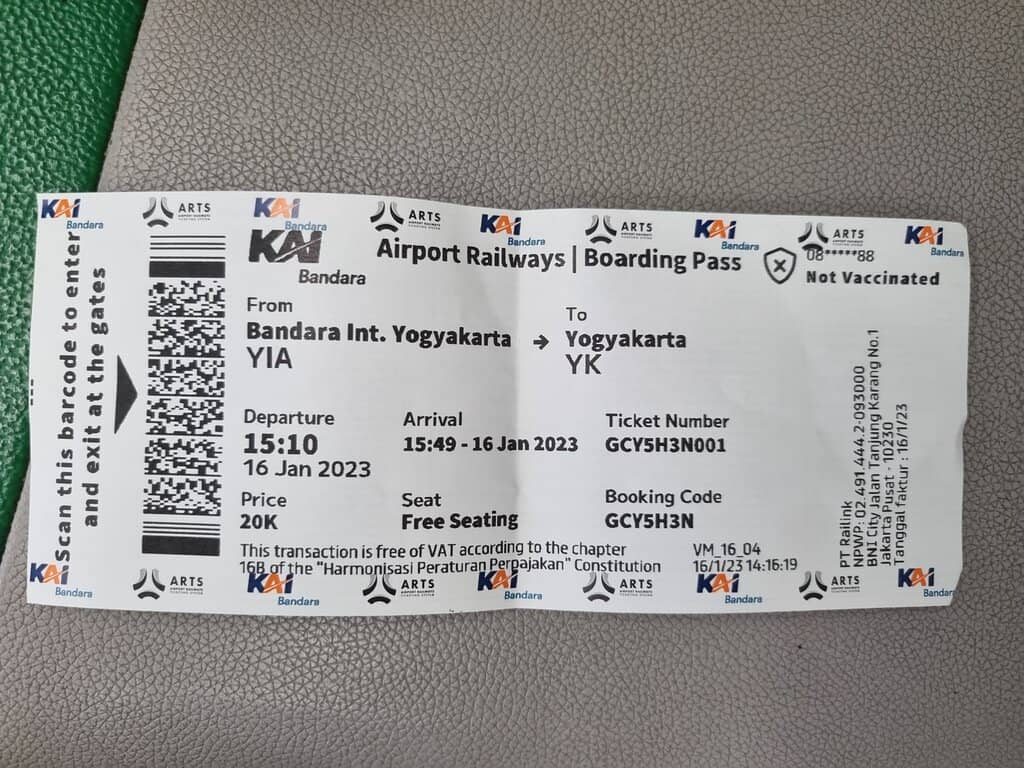 KAI Bandara
ARTS
KAI Bandara
ARTS
KAI Bandara
ARTS
KAI Bandara
ARTS
KAI Bandara
Scan this barcode to enter
and exit at the gates
KAI Bandara
Airport Railways | Boarding Pass
08*****88
Not Vaccinated
From
Bandara Int. Yogyakarta
YIA
→
To
Yogyakarta
YK
Departure
15:10
16 Jan 2023
Arrival
15:49 - 16 Jan 2023
Ticket Number
GCY5H3N001
Price
20K
Seat
Free Seating
Booking Code
GCY5H3N
This transaction is free of VAT according to the chapter
16B of the "Harmonisasi Peraturan Perpajakan" Constitution
VM_16_04
16/1/23 14:16:19
PT Railink
NPWP: 02.491.444.2-093000
BNI City Jalan Tanjung Karang No.1
Jakarta Pusat - 10230
Tanggal faktur : 16/1/23
KAI Bandara
ARTS
KAI Bandara
ARTS
KAI Bandara
ARTS
KAI Bandara
ARTS
KAI Bandara